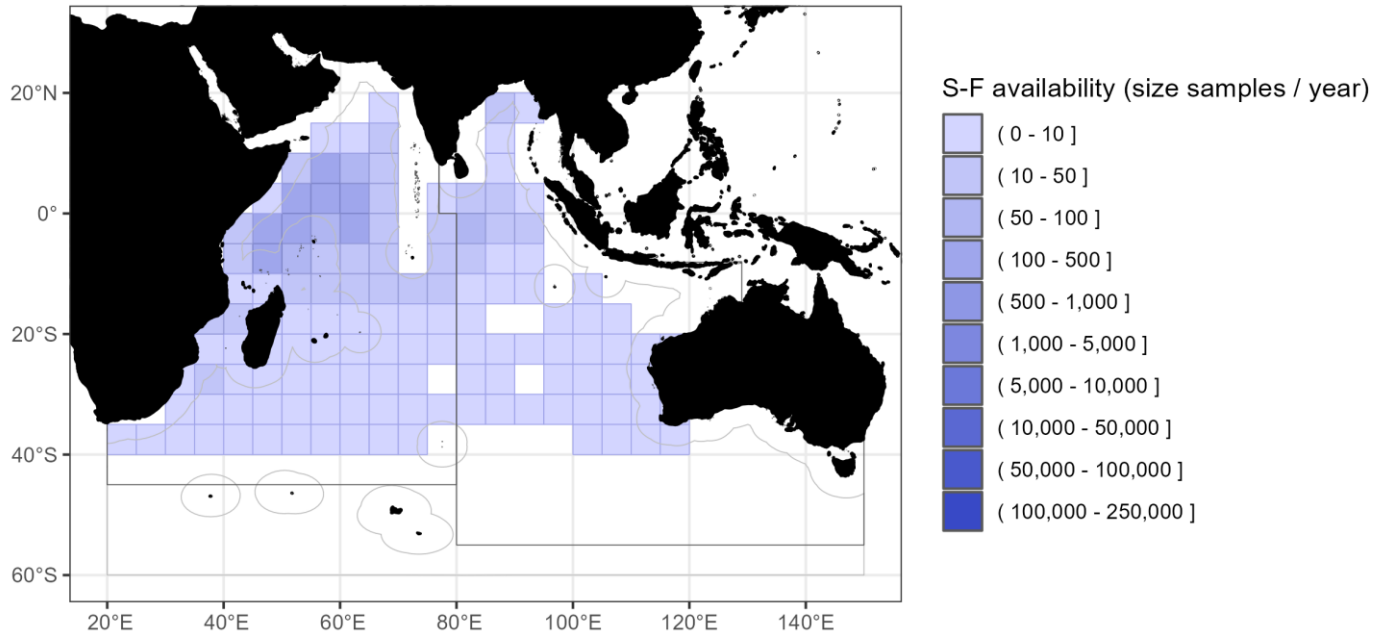 S-F availability (size samples / year)
( 0 - 10 ]
( 10 - 50 ]
( 50 - 100 ]
( 100 - 500 ]
( 500 - 1,000 ]
( 1,000 - 5,000 ]
( 5,000 - 10,000 ]
( 10,000 - 50,000 ]
( 50,000 - 100,000 ]
( 100,000 - 250,000 ]
20°N
0°
20°S
40°S
60°S
20°E 40°E 60°E 80°E 100°E 120°E 140°E